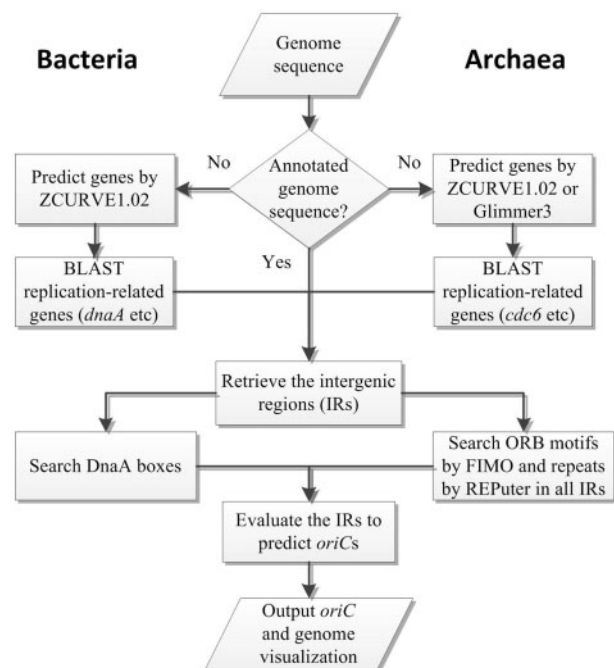 Bacteria
Genome
sequence
Archaea
No
Annotated
genome
sequence?
No
Predict genes by
ZCURVE1.02
Predict genes by
ZCURVE1.02 or
Glimmer3
Yes
BLAST
replication-related
genes (dnaA etc)
BLAST
replication-related
genes (cdc6 etc)
Retrieve the intergenic
regions (IRs)
Search DnaA boxes
Search ORB motifs
by FIMO and repeats
by REPuter in all IRs
Evaluate the IRs to
predict oriCs
Output oriC
and genome
visualization